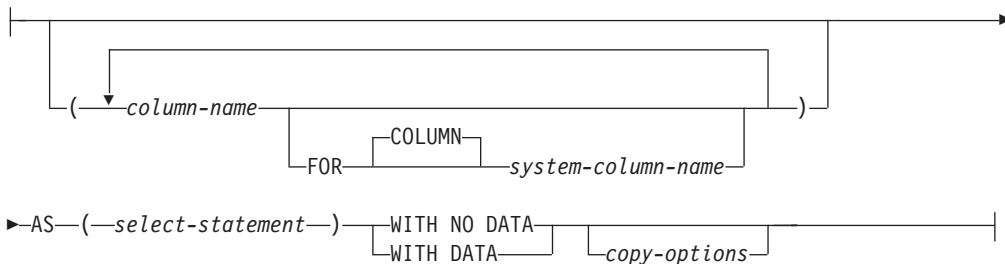 ( column-name )
COLUMN
FOR system-column-name
AS ( select-statement ) WITH NO DATA
WITH DATA copy-options